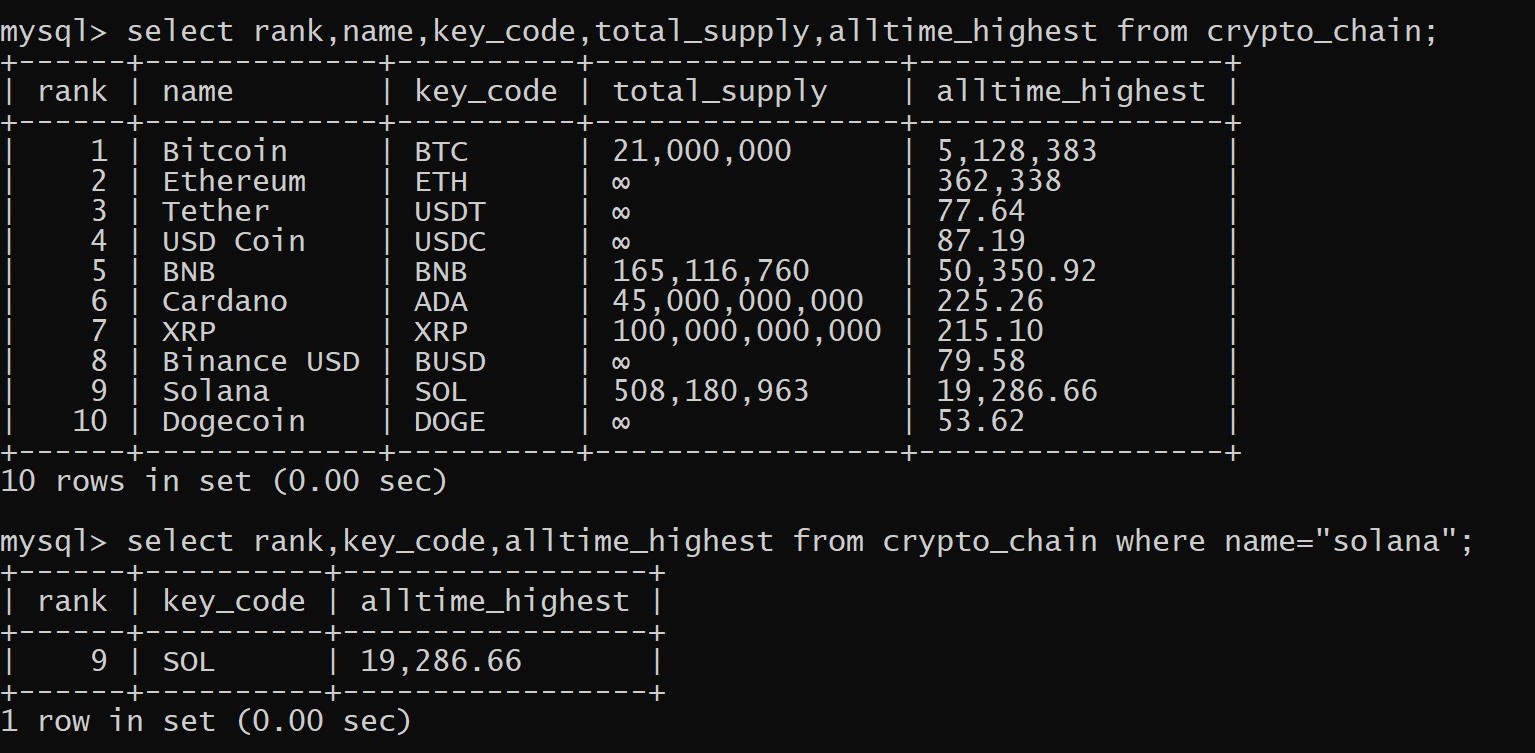 mysql> select rank,name,key_code,total_supply,alltime_highest from crypto_chain;
+------+-------------+----------+-----------------+-----------------+
| rank | name        | key_code | total_supply    | alltime_highest |
+------+-------------+----------+-----------------+-----------------+
|    1 | Bitcoin     | BTC      | 21,000,000      | 5,128,383       |
|    2 | Ethereum    | ETH      | ∞               | 362,338         |
|    3 | Tether      | USDT     | ∞               | 77.64           |
|    4 | USD Coin    | USDC     | ∞               | 87.19           |
|    5 | BNB         | BNB      | 165,116,760     | 50,350.92       |
|    6 | Cardano     | ADA      | 45,000,000,000  | 225.26          |
|    7 | XRP         | XRP      | 100,000,000,000 | 215.10          |
|    8 | Binance USD | BUSD     | ∞               | 79.58           |
|    9 | Solana      | SOL      | 508,180,963     | 19,286.66       |
|   10 | Dogecoin    | DOGE     | ∞               | 53.62           |
+------+-------------+----------+-----------------+-----------------+
10 rows in set (0.00 sec)
mysql> select rank,key_code,alltime_highest from crypto_chain where name="solana";
+------+----------+-----------------+
| rank | key_code | alltime_highest |
+------+----------+-----------------+
|    9 | SOL      | 19,286.66       |
+------+----------+-----------------+
1 row in set (0.00 sec)